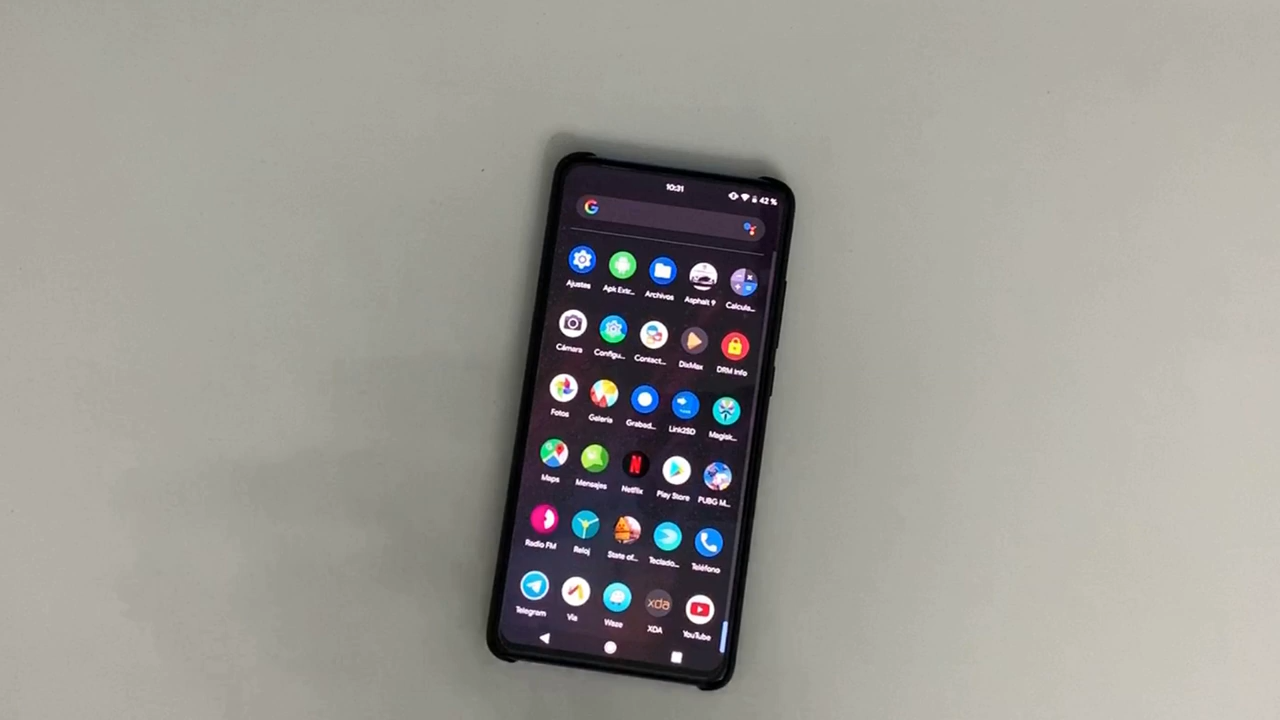 10:31 42 %
Ajustes Apk Extr... Archivos Asphalt 9 Calcula...
Cámara Configu... Contact... DixMax DRM Info
Fotos Galería Grabad... Link2SD Magisk...
Maps Mensajes Netflix Play Store PUBG M...
Radio FM Reloj State of... Teclado... Teléfono
Telegram Vía Waze XDA YouTube